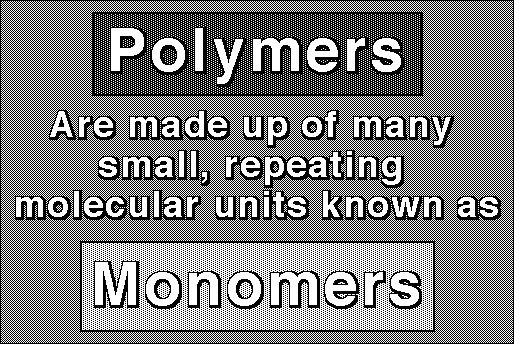 Polymers
Are made up of many
small, repeating
molecular units known as
Monomers